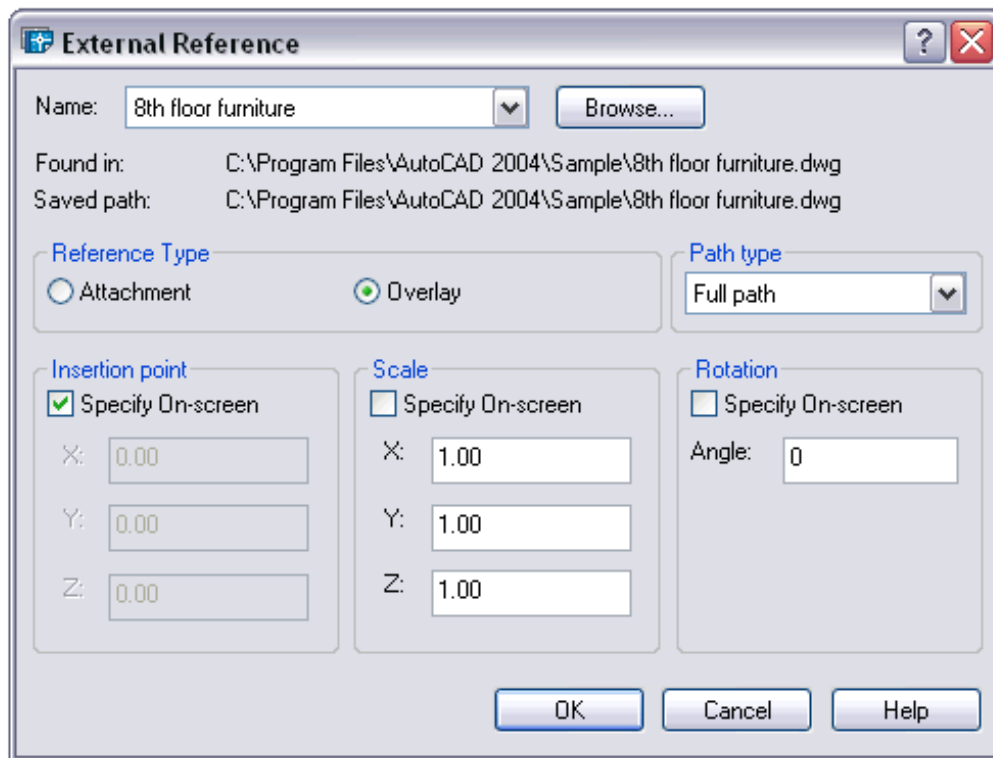 External Reference
Name: 8th floor furniture Browse...
Found in: C:\Program Files\AutoCAD 2004\Sample\8th floor furniture.dwg
Saved path: C:\Program Files\AutoCAD 2004\Sample\8th floor furniture.dwg
Reference Type Path type
Attachment Overlay Full path
Insertion point Scale Rotation
Specify On-screen Specify On-screen Specify On-screen
X: 0.00 X: 1.00 Angle: 0
Y: 0.00 Y: 1.00
Z: 0.00 Z: 1.00
OK Cancel Help